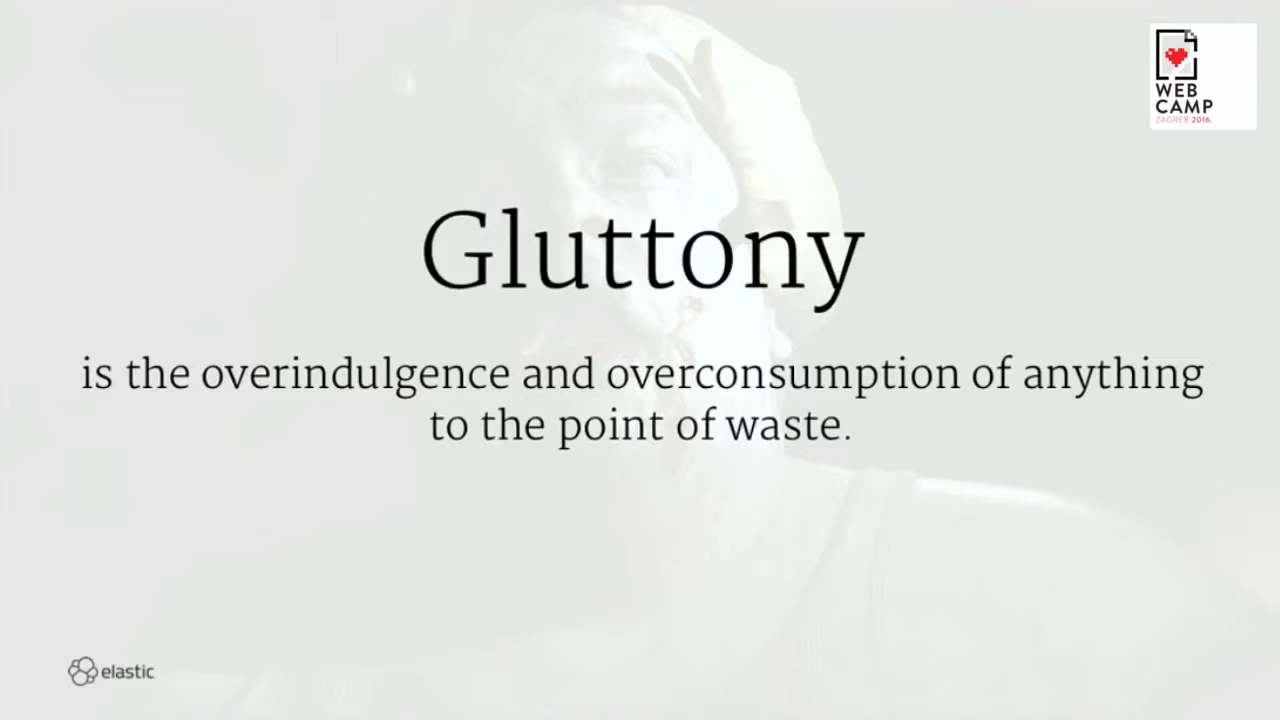 WEB
CAMP
ZAGREB 2016.
Gluttony
is the overindulgence and overconsumption of anything
to the point of waste.
elastic